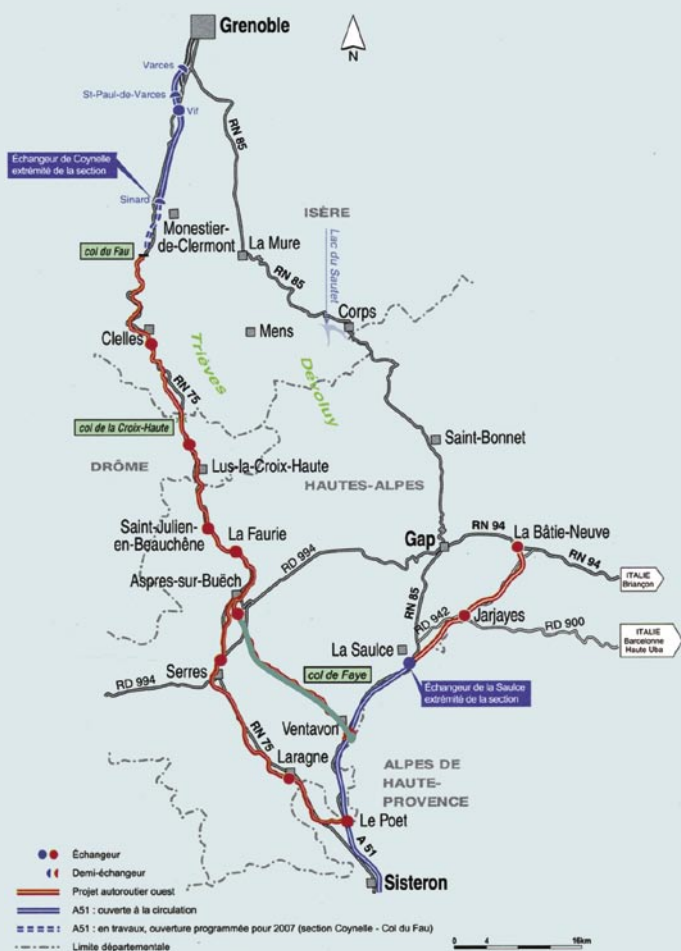 Grenoble
N
Varces
St-Paul-de-Varces
Vif
RN 85
Échangeur de Coynelle
extrémité de la section
Sinard
ISÈRE
Monestier-
de-Clermont
La Mure
col du Fau
Lac du Sautet
RN 85
Corps
Clelles
Mens
Trièves
Dévoluy
RN 75
col de la Croix-Haute
Saint-Bonnet
DRÔME
Lus-la-Croix-Haute
HAUTES-ALPES
Saint-Julien
en-Beauchêne
La Faurie
Gap
RN 94
La Bâtie-Neuve
RD 994
RN 94
Aspres-sur-Buëch
RN 85
ITALIE
Briançon
RD 942
Jarjayes
RD 900
ITALIE
Barcelonne
Haute Uba
La Saulce
Serres
col de Faye
RD 994
Échangeur de la Saulce
extrémité de la section
Ventavon
RN 75
Laragne
ALPES DE
HAUTE-
PROVENCE
Le Poet
A 51
Sisteron
Échangeur
Demi-échangeur
Projet autoroutier ouest
A51 : ouverte à la circulation
A51 : en travaux, ouverture programmée pour 2007 (section Coynelle - Col du Fau)
Limite départementale
0 4 16km